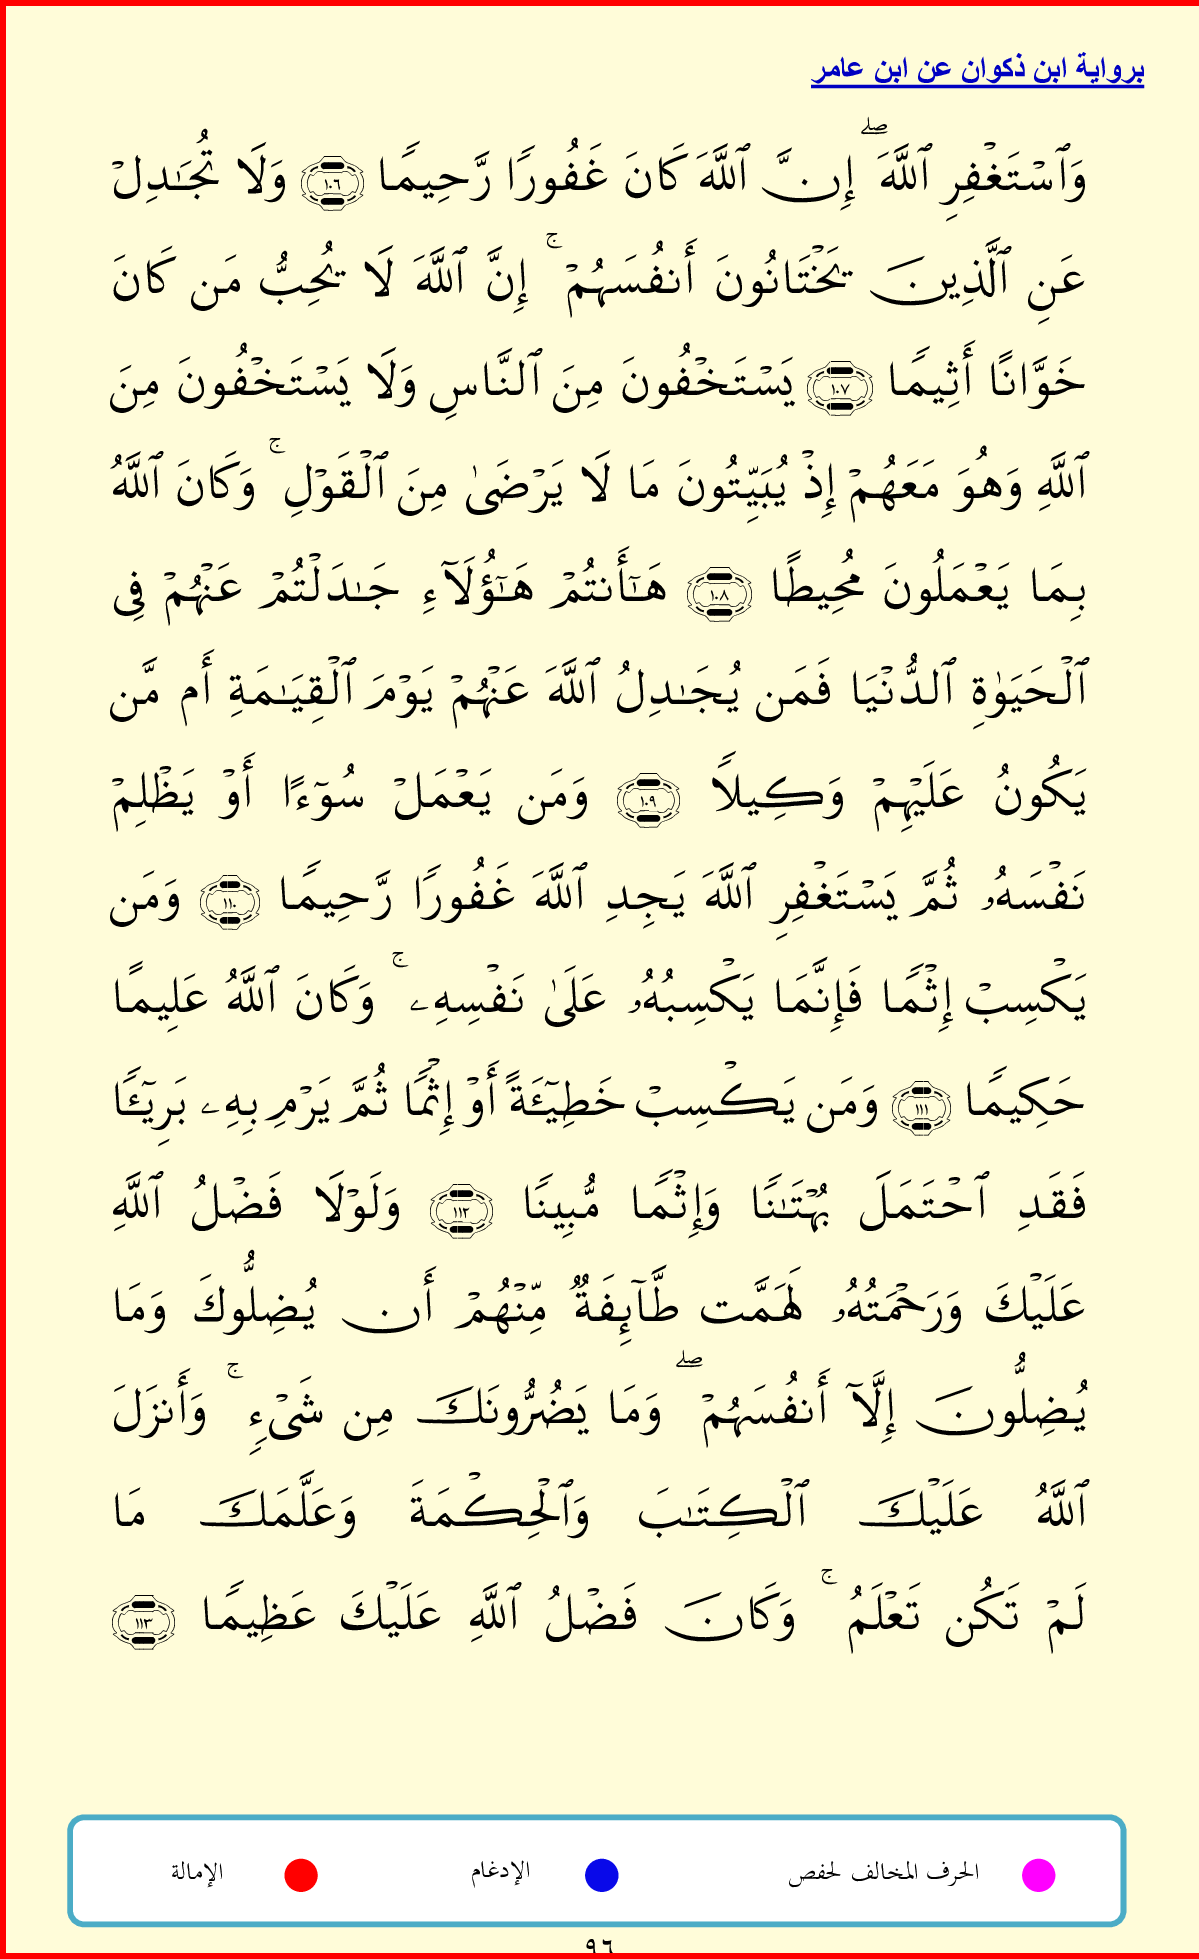 برواية ابن ذكوان عن ابن عامر
وَٱسۡتَغۡفِرِ ٱللَّهَۖ إِنَّ ٱللَّهَ كَانَ غَفُورٗا رَّحِيمٗا ١٠٦ وَلَا تُجَٰدِلۡ
عَنِ ٱلَّذِينَ يَخۡتَانُونَ أَنفُسَهُمۡۚ إِنَّ ٱللَّهَ لَا يُحِبُّ مَن كَانَ
خَوَّانًا أَثِيمٗا ١٠٧ يَسۡتَخۡفُونَ مِنَ ٱلنَّاسِ وَلَا يَسۡتَخۡفُونَ مِنَ
ٱللَّهِ وَهُوَ مَعَهُمۡ إِذۡ يُبَيِّتُونَ مَا لَا يَرۡضَىٰ مِنَ ٱلۡقَوۡلِۚ وَكَانَ ٱللَّهُ
بِمَا يَعۡمَلُونَ مُحِيطًا ١٠٨ هَٰٓأَنتُمۡ هَٰٓؤُلَآءِ جَٰدَلۡتُمۡ عَنۡهُمۡ فِي
ٱلۡحَيَوٰةِ ٱلدُّنۡيَا فَمَن يُجَٰدِلُ ٱللَّهَ عَنۡهُمۡ يَوۡمَ ٱلۡقِيَٰمَةِ أَم مَّن
يَكُونُ عَلَيۡهِمۡ وَكِيلٗا ١٠٩ وَمَن يَعۡمَلۡ سُوٓءًا أَوۡ يَظۡلِمۡ
نَفۡسَهُۥ ثُمَّ يَسۡتَغۡفِرِ ٱللَّهَ يَجِدِ ٱللَّهَ غَفُورٗا رَّحِيمٗا ١١٠ وَمَن
يَكۡسِبۡ إِثۡمٗا فَإِنَّمَا يَكۡسِبُهُۥ عَلَىٰ نَفۡسِهِۦۚ وَكَانَ ٱللَّهُ عَلِيمًا
حَكِيمٗا ١١١ وَمَن يَكۡسِبۡ خَطِيٓـَٔةً أَوۡ إِثۡمٗا ثُمَّ يَرۡمِ بِهِۦ بَرِيٓـٔٗا
فَقَدِ ٱحۡتَمَلَ بُهۡتَٰنٗا وَإِثۡمٗا مُّبِينٗا ١١٢ وَلَوۡلَا فَضۡلُ ٱللَّهِ
عَلَيۡكَ وَرَحۡمَتُهُۥ لَهَمَّت طَّآئِفَةٞ مِّنۡهُمۡ أَن يُضِلُّوكَ وَمَا
يُضِلُّونَ إِلَّآ أَنفُسَهُمۡۖ وَمَا يَضُرُّونَكَ مِن شَيۡءٖۚ وَأَنزَلَ
ٱللَّهُ عَلَيۡكَ ٱلۡكِتَٰبَ وَٱلۡحِكۡمَةَ وَعَلَّمَكَ مَا
لَمۡ تَكُن تَعۡلَمُۚ وَكَانَ فَضۡلُ ٱللَّهِ عَلَيۡكَ عَظِيمٗا ١١٣
الحرف المخالف لحفص الإدغام الإمالة
٩٦